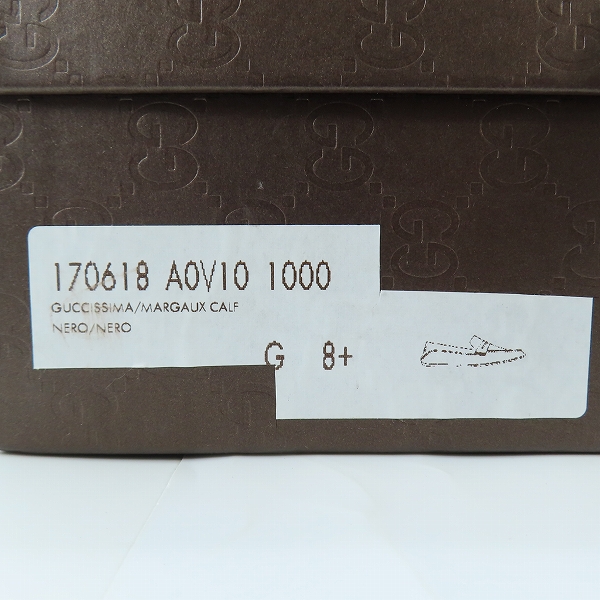 170618 A0V10 1000
GUCCISSIMA/MARGAUX CALF
NERO/NERO
G 8+